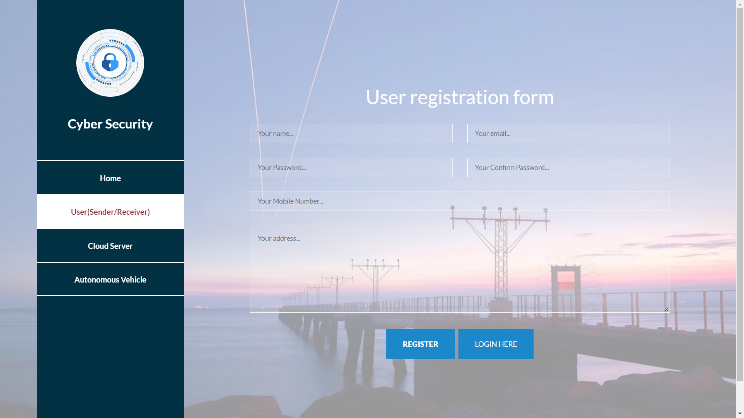 Cyber Security
Home
User(Sender/Receiver)
Cloud Server
Autonomous Vehicle
User registration form
Your name...
Your email...
Your Password...
Your Confirm Password...
Your Mobile Number...
Your address...
REGISTER
LOGIN HERE